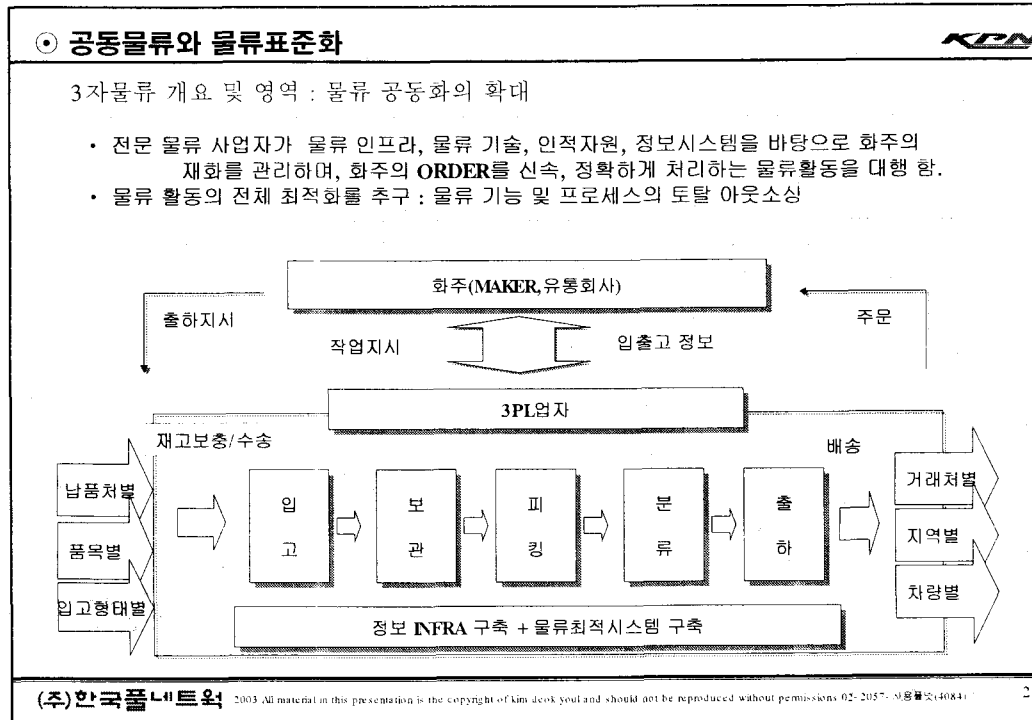 ⊙ 공동물류와 물류표준화
KPN
3자물류 개요 및 영역 : 물류 공동화의 확대
• 전문 물류 사업자가 물류 인프라, 물류 기술, 인적자원, 정보시스템을 바탕으로 화주의
재화를 관리하며, 화주의 ORDER를 신속, 정확하게 처리하는 물류활동을 대행 함.
• 물류 활동의 전체 최적화를 추구 : 물류 기능 및 프로세스의 토탈 아웃소싱
화주(MAKER,유통회사)
출하지시
주문
작업지시
입출고 정보
3PL업자
재고보충/수송
배송
납품처별
품목별
입고형태별
입고
보관
피킹
분류
출하
거래처별
지역별
차량별
정보 INFRA 구축 + 물류최적시스템 구축
(주)한국풀네트웍 2003 All material in this presentation is the copyright of kim deok youl and should not be reproduced without permissions 02- 2057- (4084) 2